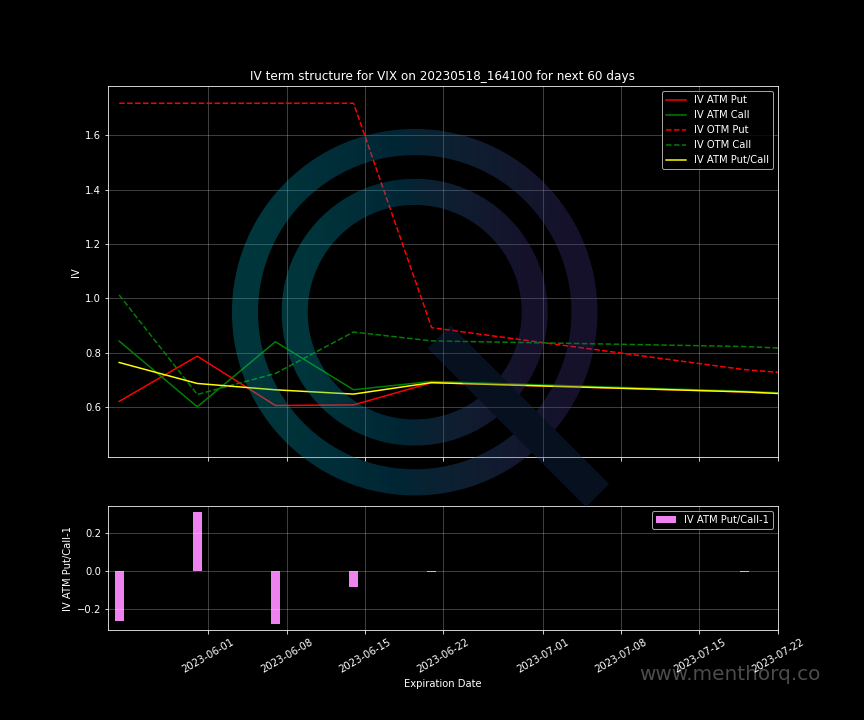 IV term structure for VIX on 20230518_164100 for next 60 days
IV ATM Put
IV ATM Call
IV OTM Put
IV OTM Call
IV ATM Put/Call
1.6
1.4
1.2
1.0
0.8
0.6
IV
IV ATM Put/Call-1
0.2
0.0
−0.2
IV ATM Put/Call-1
2023-06-01
2023-06-08
2023-06-15
2023-06-22
2023-07-01
2023-07-08
2023-07-15
2023-07-22
Expiration Date
www.menthorq.co